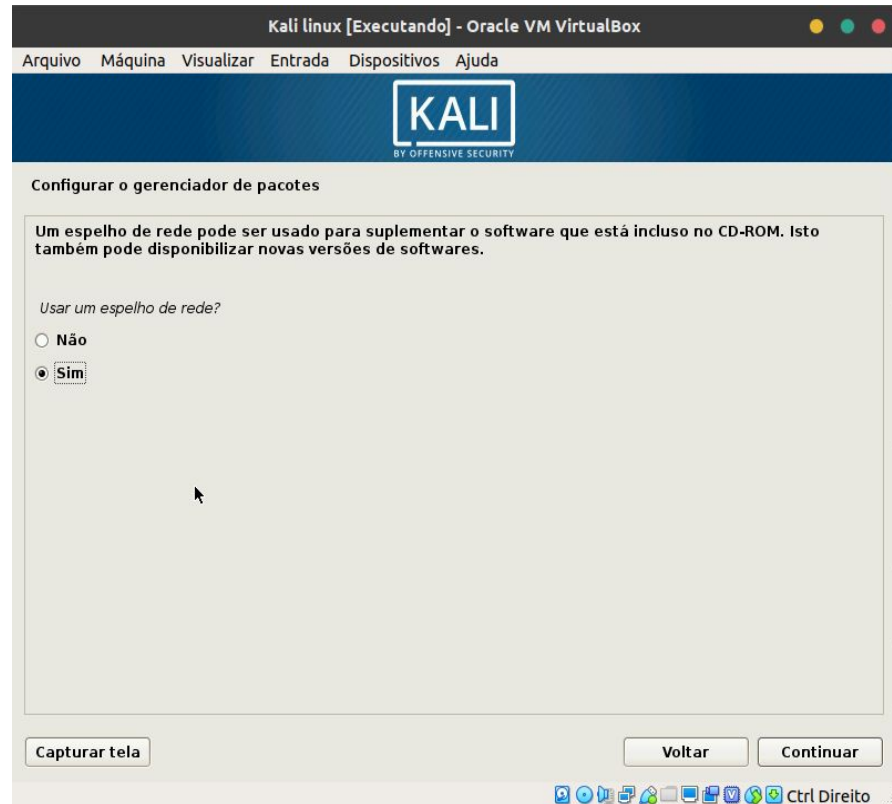 Kali linux [Executando] - Oracle VM VirtualBox
Arquivo Máquina Visualizar Entrada Dispositivos Ajuda
KALI
BY OFFENSIVE SECURITY
Configurar o gerenciador de pacotes
Um espelho de rede pode ser usado para suplementar o software que está incluso no CD-ROM. Isto
também pode disponibilizar novas versões de softwares.
Usar um espelho de rede?
Não
Sim
Capturar tela Voltar Continuar
Ctrl Direito